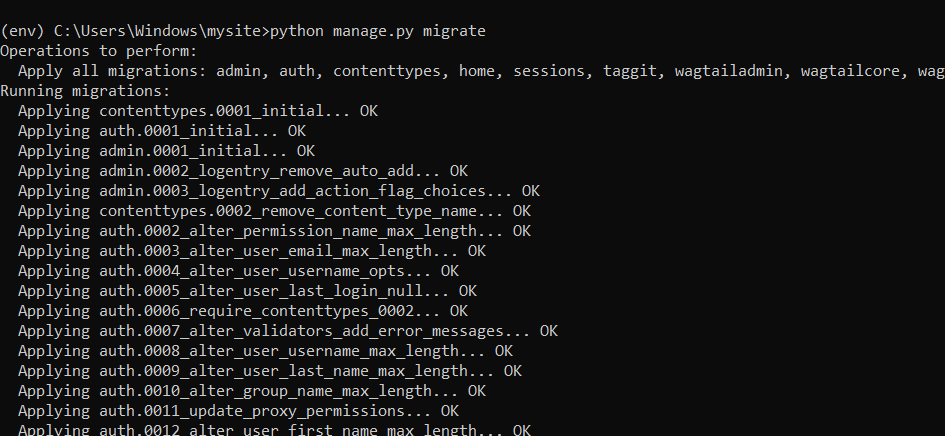 (env) C:\Users\Windows\mysite>python manage.py migrate
Operations to perform:
  Apply all migrations: admin, auth, contenttypes, home, sessions, taggit, wagtailadmin, wagtailcore, wag
Running migrations:
  Applying contenttypes.0001_initial... OK
  Applying auth.0001_initial... OK
  Applying admin.0001_initial... OK
  Applying admin.0002_logentry_remove_auto_add... OK
  Applying admin.0003_logentry_add_action_flag_choices... OK
  Applying contenttypes.0002_remove_content_type_name... OK
  Applying auth.0002_alter_permission_name_max_length... OK
  Applying auth.0003_alter_user_email_max_length... OK
  Applying auth.0004_alter_user_username_opts... OK
  Applying auth.0005_alter_user_last_login_null... OK
  Applying auth.0006_require_contenttypes_0002... OK
  Applying auth.0007_alter_validators_add_error_messages... OK
  Applying auth.0008_alter_user_username_max_length... OK
  Applying auth.0009_alter_user_last_name_max_length... OK
  Applying auth.0010_alter_group_name_max_length... OK
  Applying auth.0011_update_proxy_permissions... OK
  Applying auth.0012_alter_user_first_name_max_length... OK